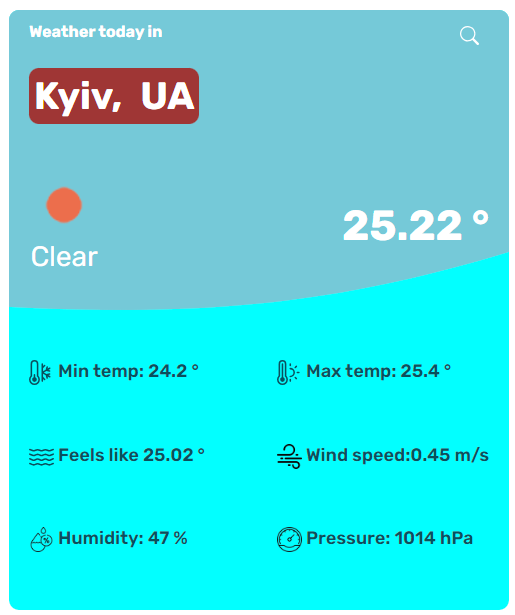 Weather today in
Kyiv, UA
25.22 °
Clear
Min temp: 24.2 °
Max temp: 25.4 °
Feels like 25.02 °
Wind speed:0.45 m/s
Humidity: 47 %
Pressure: 1014 hPa